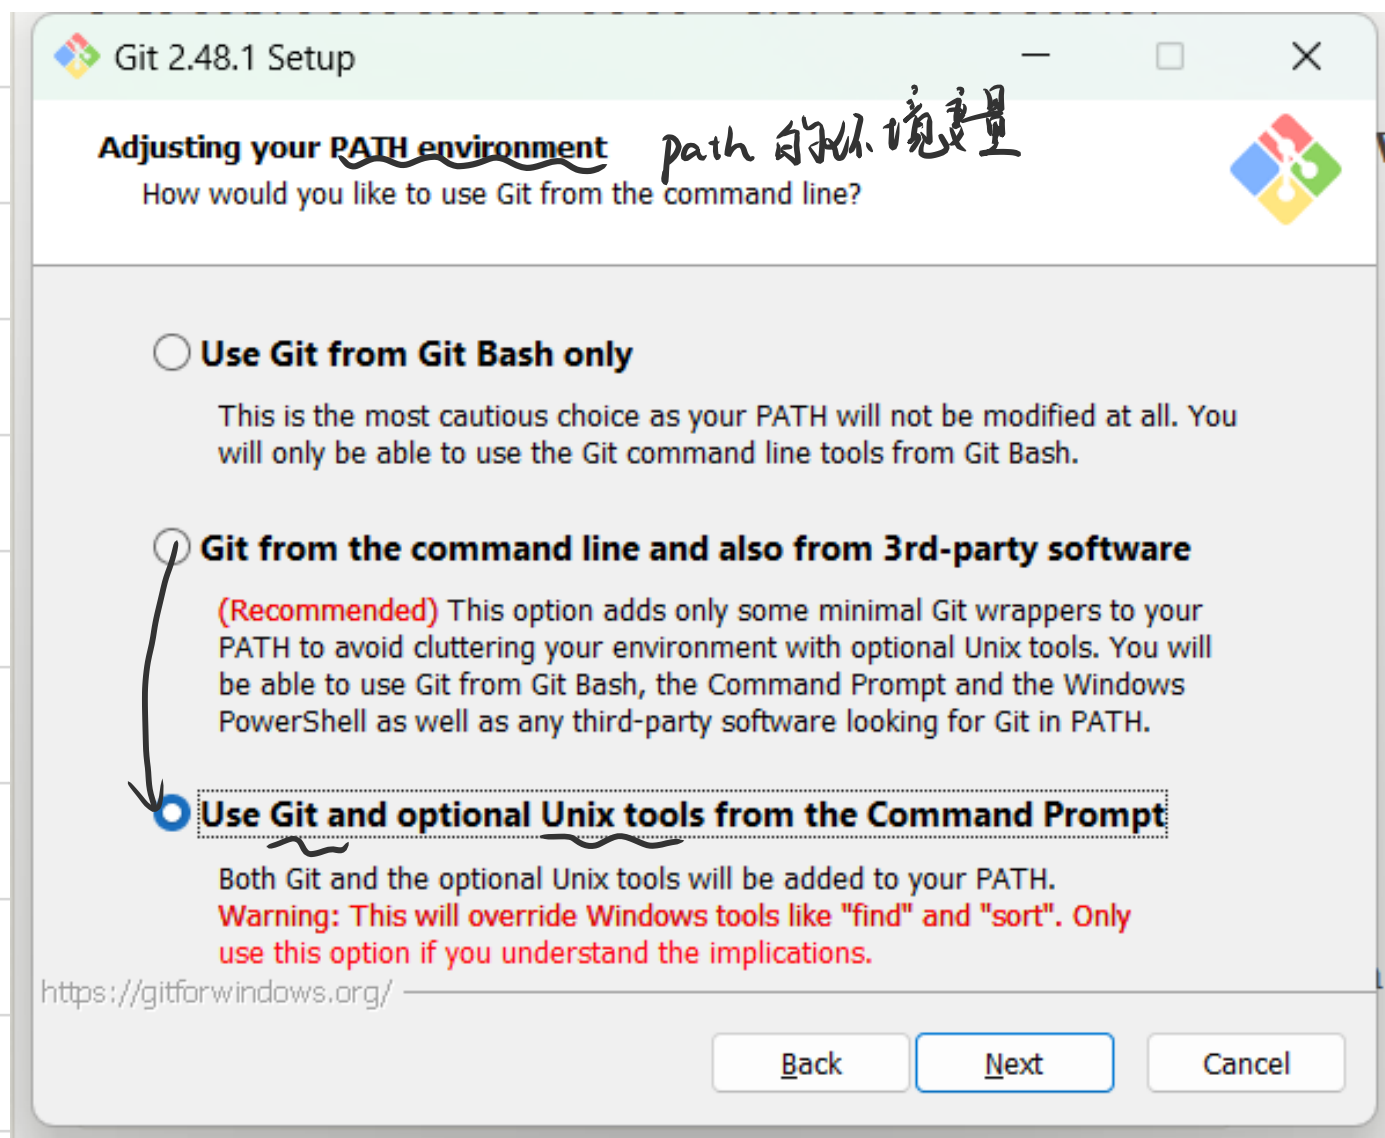 Git 2.48.1 Setup
Adjusting your PATH environment
path 的环境变量
How would you like to use Git from the command line?
Use Git from Git Bash only
This is the most cautious choice as your PATH will not be modified at all. You
will only be able to use the Git command line tools from Git Bash.
Git from the command line and also from 3rd-party software
(Recommended) This option adds only some minimal Git wrappers to your
PATH to avoid cluttering your environment with optional Unix tools. You will
be able to use Git from Git Bash, the Command Prompt and the Windows
PowerShell as well as any third-party software looking for Git in PATH.
Use Git and optional Unix tools from the Command Prompt
Both Git and the optional Unix tools will be added to your PATH.
Warning: This will override Windows tools like "find" and "sort". Only
use this option if you understand the implications.
https://gitforwindows.org/
Back
Next
Cancel